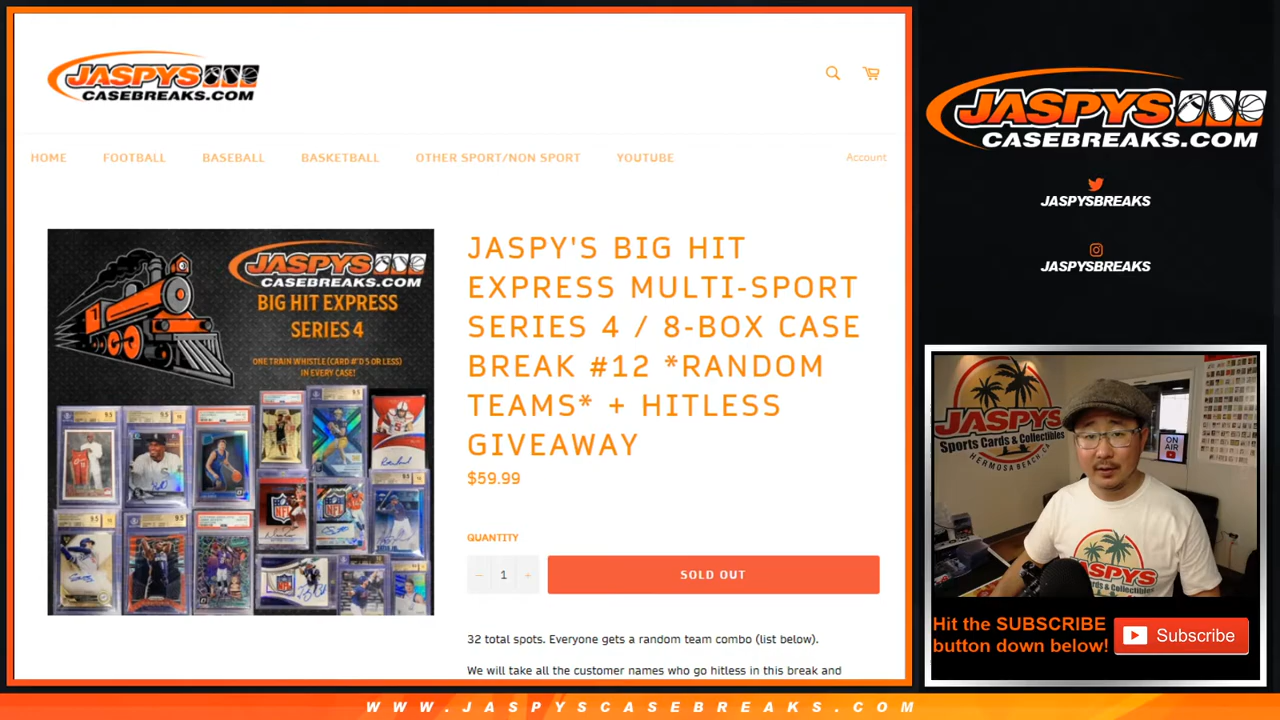 JASPYS
CASEBREAKS.COM
HOME
FOOTBALL
BASEBALL
BASKETBALL
OTHER SPORT/NON SPORT
YOUTUBE
Account
JASPYS
CASEBREAKS.COM
BIG HIT EXPRESS
SERIES 4
ONE TRAIN WHISTLE (CARD #'D 5 OR LESS)
IN EVERY CASE!
JASPY'S BIG HIT
EXPRESS MULTI-SPORT
SERIES 4 / 8-BOX CASE
BREAK #12 *RANDOM
TEAMS* + HITLESS
GIVEAWAY
$59.99
QUANTITY
− 1 +
SOLD OUT
32 total spots. Everyone gets a random team combo (list below).
We will take all the customer names who go hitless in this break and
JASPYS
CASEBREAKS.COM
JASPYSBREAKS
JASPYSBREAKS
JASPYS
Sports Cards & Collectibles
HERMOSA BEACH, CA
ON
AIR
JASPYS
Hit the SUBSCRIBE
button down below!
Subscribe
WWW.JASPYSCASEBREAKS.COM